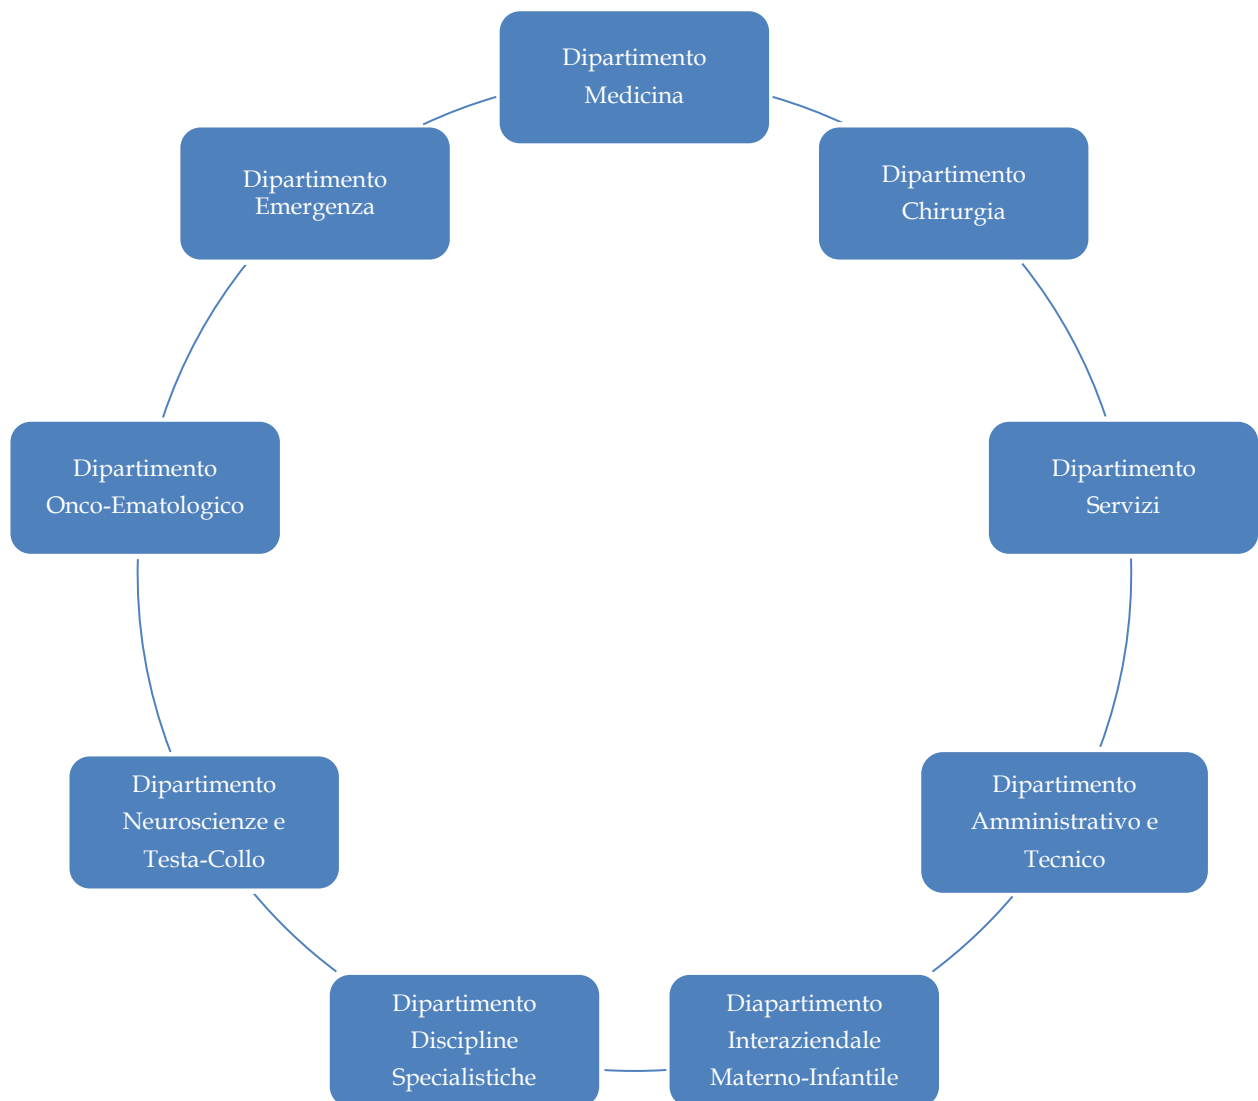 Dipartimento
Medicina
Dipartimento
Chirurgia
Dipartimento
Servizi
Dipartimento
Amministrativo e
Tecnico
Diapartimento
Interaziendale
Materno-Infantile
Dipartimento
Discipline
Specialistiche
Dipartimento
Neuroscienze e
Testa-Collo
Dipartimento
Onco-Ematologico
Dipartimento
Emergenza